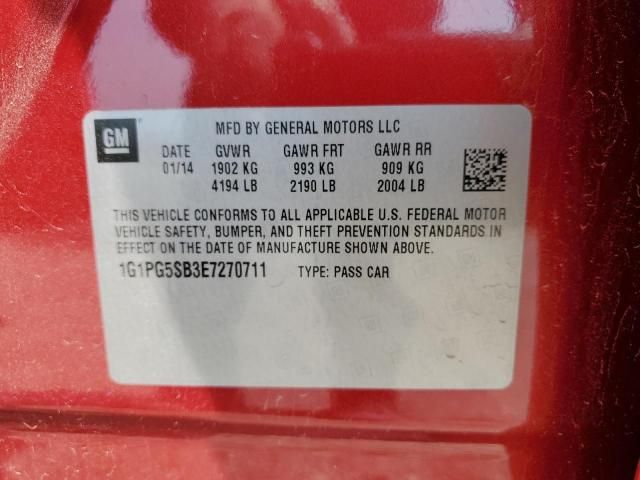 GM
MFD BY GENERAL MOTORS LLC
DATE GVWR GAWR FRT GAWR RR
01/14 1902 KG 993 KG 909 KG
4194 LB 2190 LB 2004 LB
THIS VEHICLE CONFORMS TO ALL APPLICABLE U.S. FEDERAL MOTOR
VEHICLE SAFETY, BUMPER, AND THEFT PREVENTION STANDARDS IN
EFFECT ON THE DATE OF MANUFACTURE SHOWN ABOVE
1G1PG5SB3E7270711 TYPE: PASS CAR